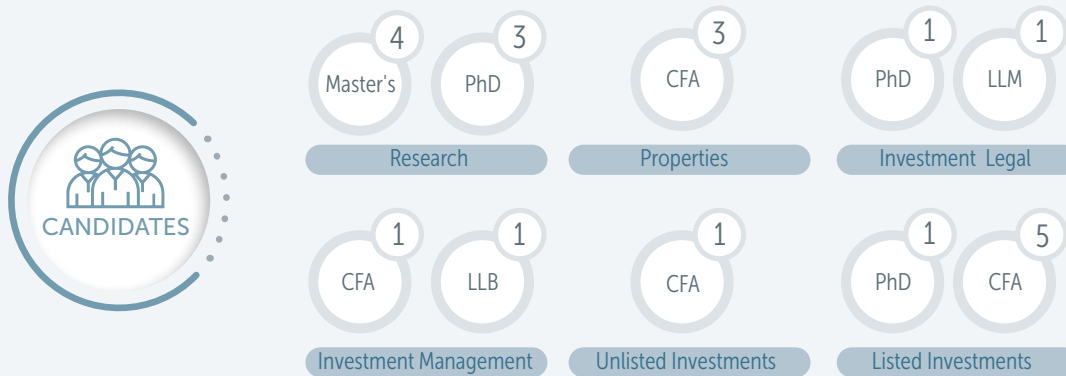 CANDIDATES
4
Master's
3
PhD
Research
3
CFA
Properties
1
PhD
1
LLM
Investment Legal
1
CFA
1
LLB
Investment Management
1
CFA
Unlisted Investments
1
PhD
5
CFA
Listed Investments